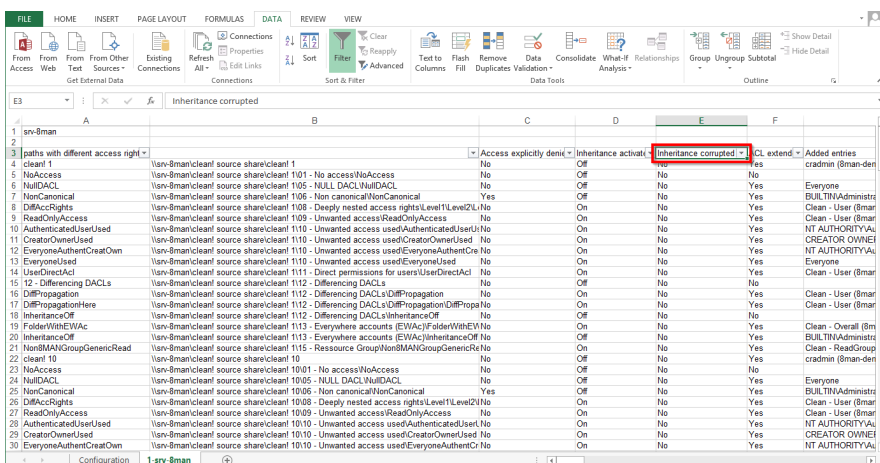 FILE HOME INSERT PAGE LAYOUT FORMULAS DATA REVIEW VIEW
From Access From Web From Text From Other Sources Existing Connections Refresh All Connections Properties Edit Links Sort Filter Clear Reapply Advanced Text to Columns Flash Fill Remove Duplicates Data Validation Consolidate What-If Analysis Relationships Group Ungroup Subtotal Show Detail Hide Detail
Get External Data Connections Sort & Filter Data Tools Outline
E3 fx Inheritance corrupted
A B C D E F
1 srv-8man
2
3 paths with different access right Access explicitly denie Inheritance activate Inheritance corrupted ACL extend Added entries
4 clean! 1 \\srv-8man\clean! source share\clean! 1 No Off No Yes cradmin (8man-den
5 NoAccess \\srv-8man\clean! source share\clean! 1\01 - No access\NoAccess No Off No No
6 NullDACL \\srv-8man\clean! source share\clean! 1\05 - NULL DACL\NullDACL No Off No Yes Everyone
7 NonCanonical \\srv-8man\clean! source share\clean! 1\06 - Non canonical\NonCanonical Yes Off No Yes BUILTIN\Administra
8 DiffAccRights \\srv-8man\clean! source share\clean! 1\08 - Deeply nested access rights\Level1\Level2\L No On No Yes Clean - User (8man
9 ReadOnlyAccess \\srv-8man\clean! source share\clean! 1\09 - Unwanted access\ReadOnlyAccess No On No Yes Clean - User (8man
10 AuthenticatedUserUsed \\srv-8man\clean! source share\clean! 1\10 - Unwanted access used\AuthenticatedUserU No On No Yes NT AUTHORITY\Au
11 CreatorOwnerUsed \\srv-8man\clean! source share\clean! 1\10 - Unwanted access used\CreatorOwnerUsed No On No Yes CREATOR OWNER
12 EveryoneAuthentCreatOwn \\srv-8man\clean! source share\clean! 1\10 - Unwanted access used\EveryoneAuthentCre No On No Yes NT AUTHORITY\Au
13 EveryoneUsed \\srv-8man\clean! source share\clean! 1\10 - Unwanted access used\EveryoneUsed No On No Yes Everyone
14 UserDirectAcl \\srv-8man\clean! source share\clean! 1\11 - Direct permissions for users\UserDirectAcl No On No Yes Clean - User (8man
15 12 - Differencing DACLs \\srv-8man\clean! source share\clean! 1\12 - Differencing DACLs No On No No
16 DiffPropagation \\srv-8man\clean! source share\clean! 1\12 - Differencing DACLs\DiffPropagation No On No Yes Clean - User (8man
17 DiffPropagationHere \\srv-8man\clean! source share\clean! 1\12 - Differencing DACLs\DiffPropagation\DiffPropa No On No Yes Clean - User (8man
18 InheritanceOff \\srv-8man\clean! source share\clean! 1\12 - Differencing DACLs\InheritanceOff No Off No No
19 FolderWithEWAc \\srv-8man\clean! source share\clean! 1\13 - Everywhere accounts (EWAc)\FolderWithEW No On No Yes Clean - Overall (8m
20 InheritanceOff \\srv-8man\clean! source share\clean! 1\13 - Everywhere accounts (EWAc)\InheritanceOff No Off No Yes BUILTIN\Administra
21 Non8MANGroupGenericRead \\srv-8man\clean! source share\clean! 1\15 - Ressource Group\Non8MANGroupGenericRe No On No Yes Clean - ReadGroup
22 clean! 10 \\srv-8man\clean! source share\clean! 10 No Off No Yes cradmin (8man-den
23 NoAccess \\srv-8man\clean! source share\clean! 10\01 - No access\NoAccess No Off No No
24 NullDACL \\srv-8man\clean! source share\clean! 10\05 - NULL DACL\NullDACL No Off No Yes Everyone
25 NonCanonical \\srv-8man\clean! source share\clean! 10\06 - Non canonical\NonCanonical Yes Off No Yes BUILTIN\Administra
26 DiffAccRights \\srv-8man\clean! source share\clean! 10\08 - Deeply nested access rights\Level1\Level2\ No On No Yes Clean - User (8man
27 ReadOnlyAccess \\srv-8man\clean! source share\clean! 10\09 - Unwanted access\ReadOnlyAccess No On No Yes Clean - User (8man
28 AuthenticatedUserUsed \\srv-8man\clean! source share\clean! 10\10 - Unwanted access used\AuthenticatedUserU No On No Yes NT AUTHORITY\Au
29 CreatorOwnerUsed \\srv-8man\clean! source share\clean! 10\10 - Unwanted access used\CreatorOwnerUsed No On No Yes CREATOR OWNER
30 EveryoneAuthentCreatOwn \\srv-8man\clean! source share\clean! 10\10 - Unwanted access used\EveryoneAuthentCr No On No Yes NT AUTHORITY\Au
Configuration 1-srv-8man